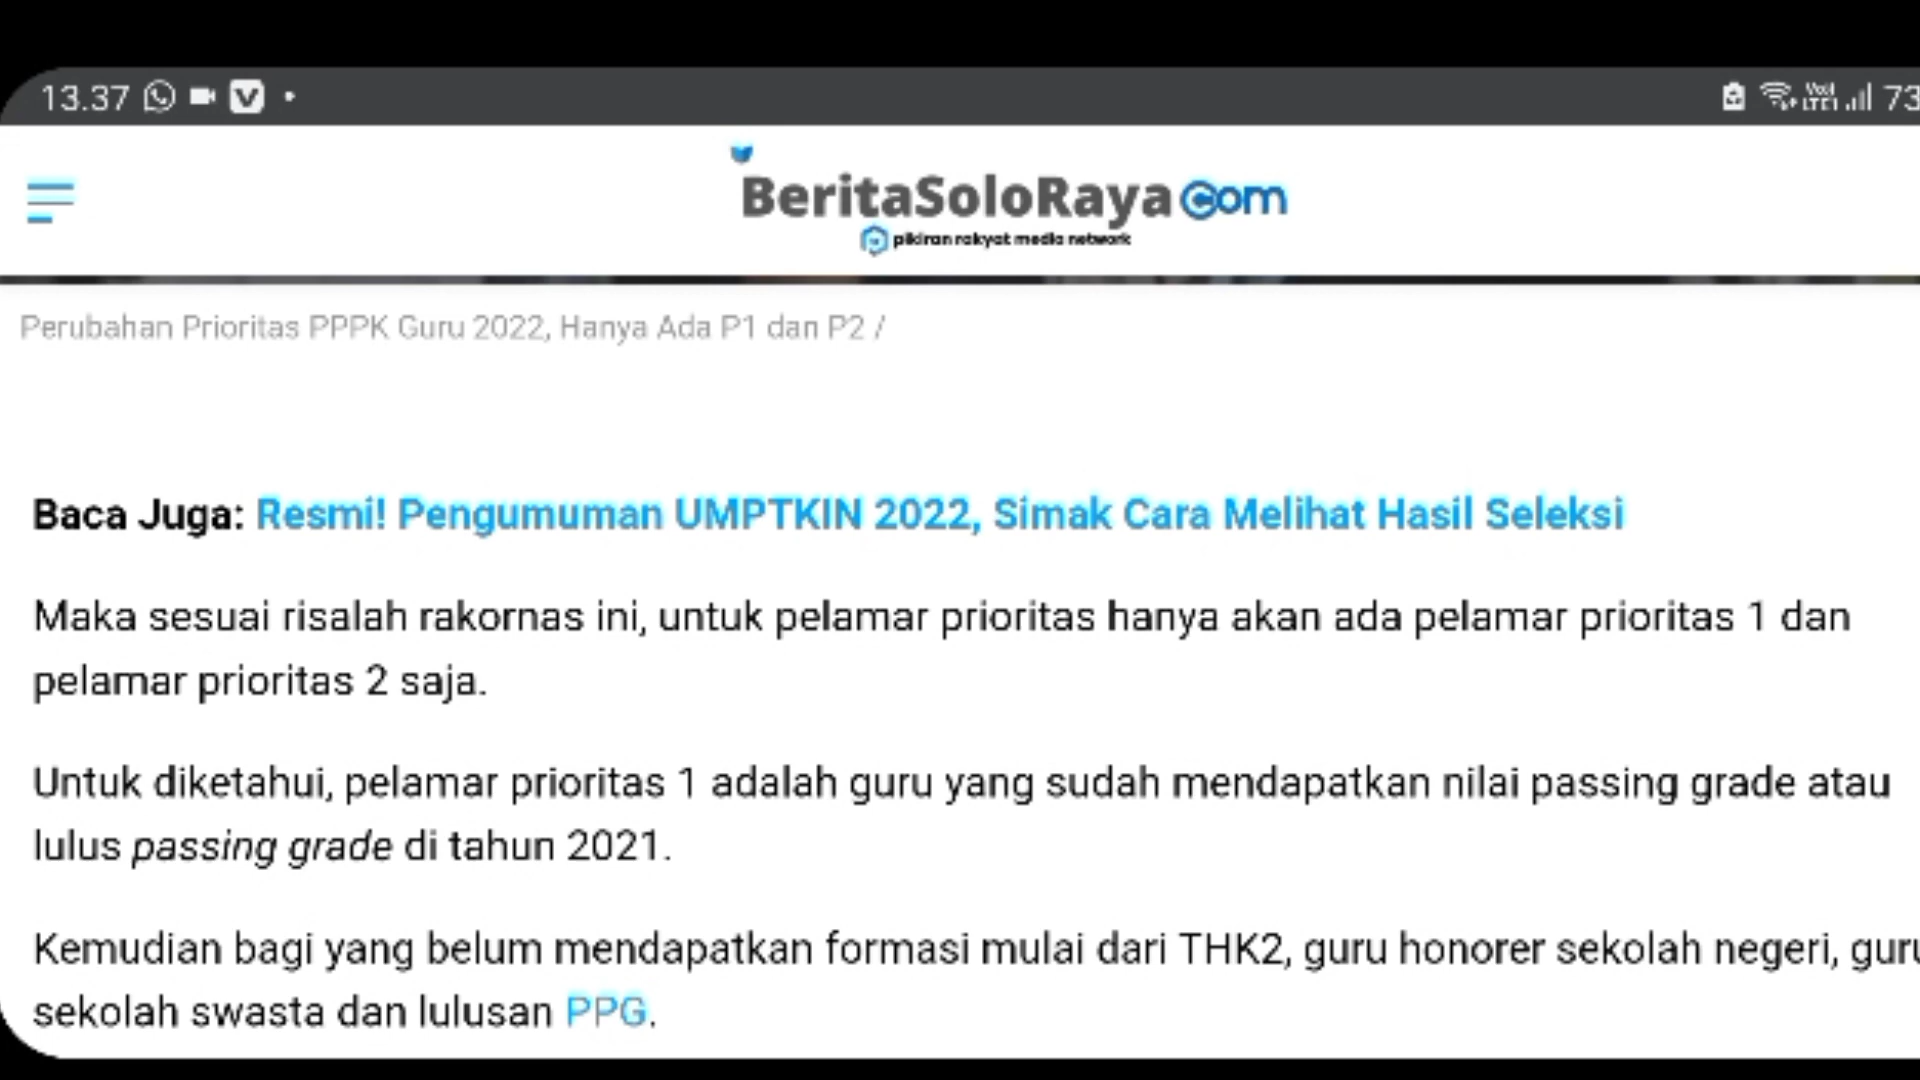 13.37
Vo)) LTE1 73
BeritaSoloRaya.com
pikiran rakyat media network
Perubahan Prioritas PPPK Guru 2022, Hanya Ada P1 dan P2 /
Baca Juga: Resmi! Pengumuman UMPTKIN 2022, Simak Cara Melihat Hasil Seleksi
Maka sesuai risalah rakornas ini, untuk pelamar prioritas hanya akan ada pelamar prioritas 1 dan
pelamar prioritas 2 saja.
Untuk diketahui, pelamar prioritas 1 adalah guru yang sudah mendapatkan nilai passing grade atau
lulus passing grade di tahun 2021.
Kemudian bagi yang belum mendapatkan formasi mulai dari THK2, guru honorer sekolah negeri, guru
sekolah swasta dan lulusan PPG.